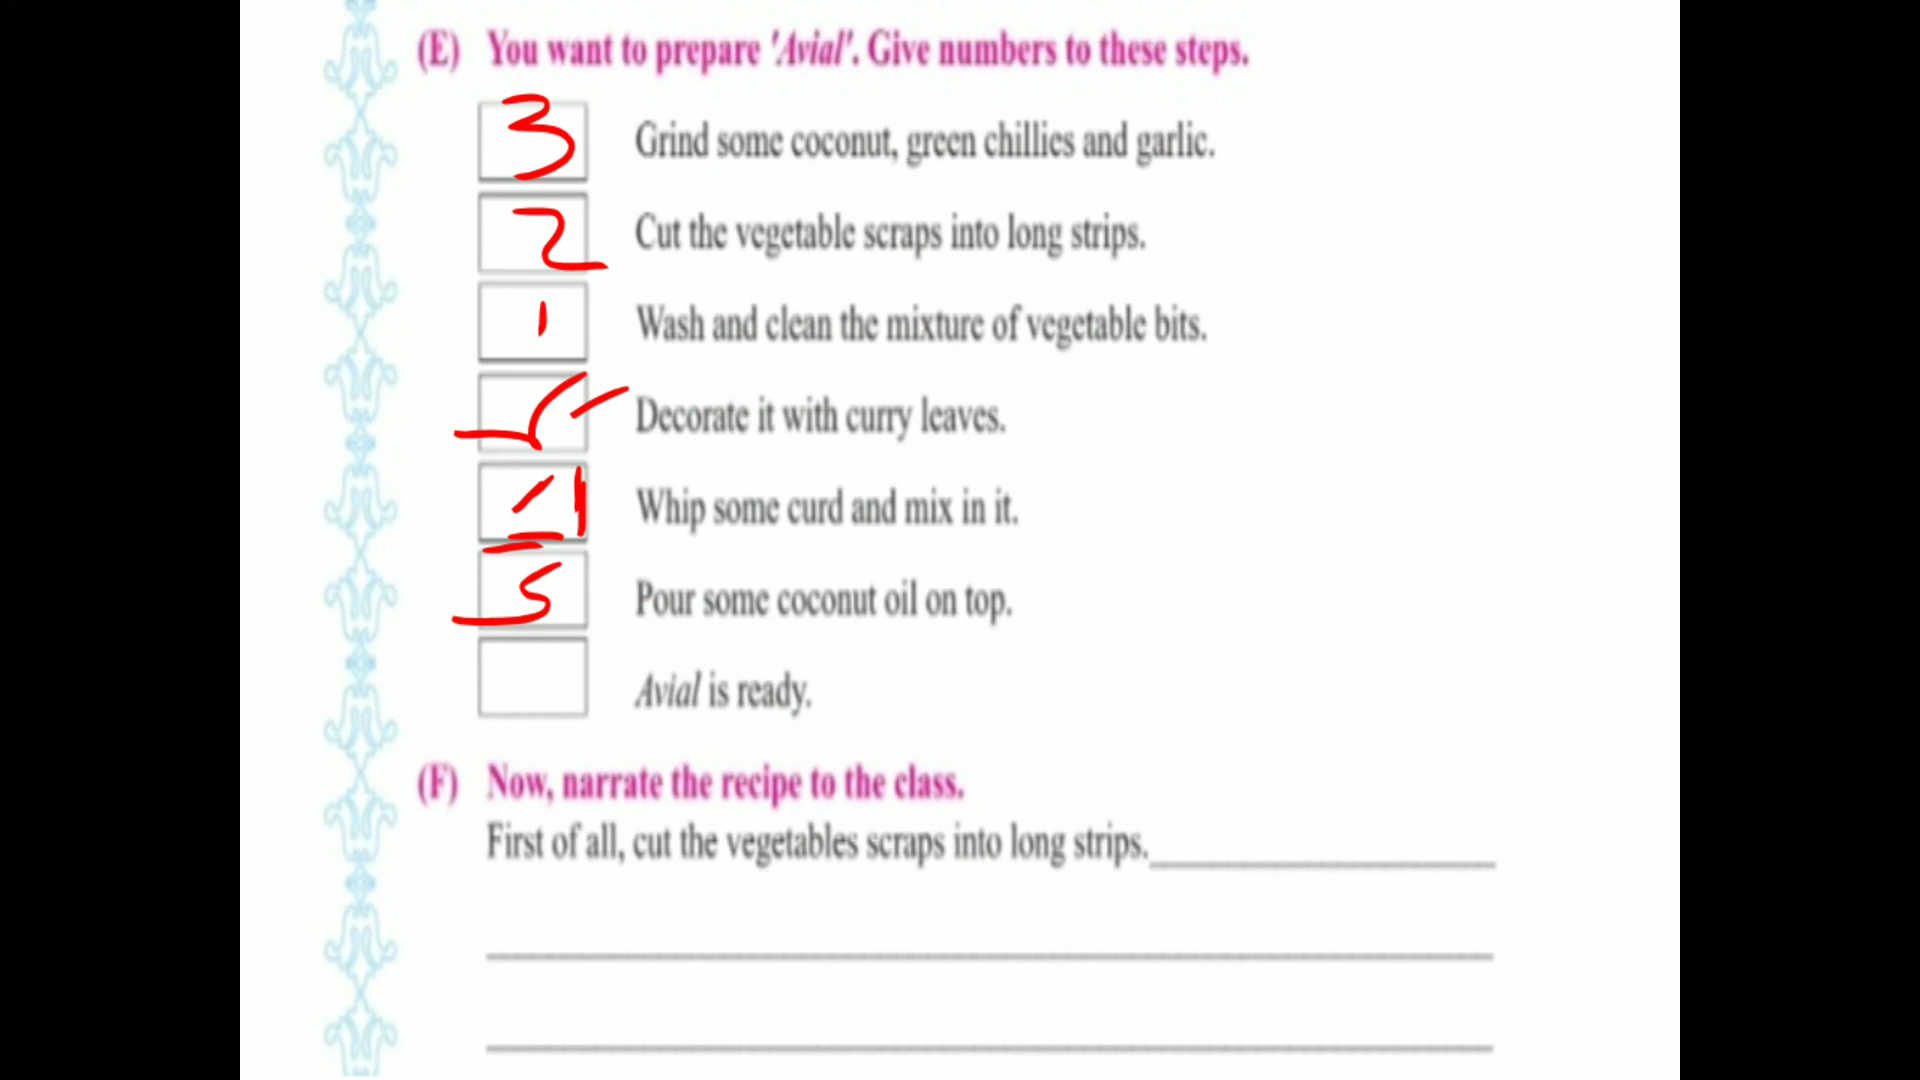 (E) You want to prepare 'Avial'. Give numbers to these steps.
3 Grind some coconut, green chillies and garlic.
2 Cut the vegetable scraps into long strips.
1 Wash and clean the mixture of vegetable bits.
Decorate it with curry leaves.
Whip some curd and mix in it.
5 Pour some coconut oil on top.
Avial is ready.
(F) Now, narrate the recipe to the class.
First of all, cut the vegetables scraps into long strips.